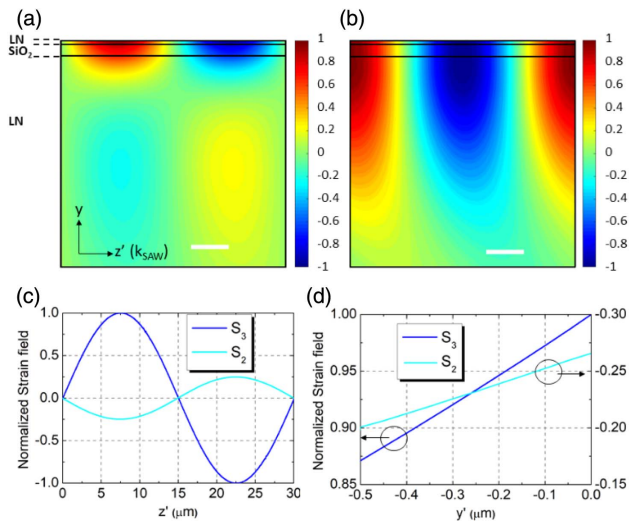 (a)
(b)
LN
SiO2
LN
y
z' (kSAW)
1
0.8
0.6
0.4
0.2
0
-0.2
-0.4
-0.6
-0.8
-1
1
0.8
0.6
0.4
0.2
0
-0.2
-0.4
-0.6
-0.8
-1
(c)
(d)
Normalized Strain field
1.0
0.5
0.0
-0.5
-1.0
S3
S2
0 5 10 15 20 25 30
z' (μm)
Normalized Strain field
1.00
0.95
0.90
0.85
S3
S2
-0.30
-0.25
-0.20
-0.15
-0.5 -0.4 -0.3 -0.2 -0.1 0.0
y' (μm)